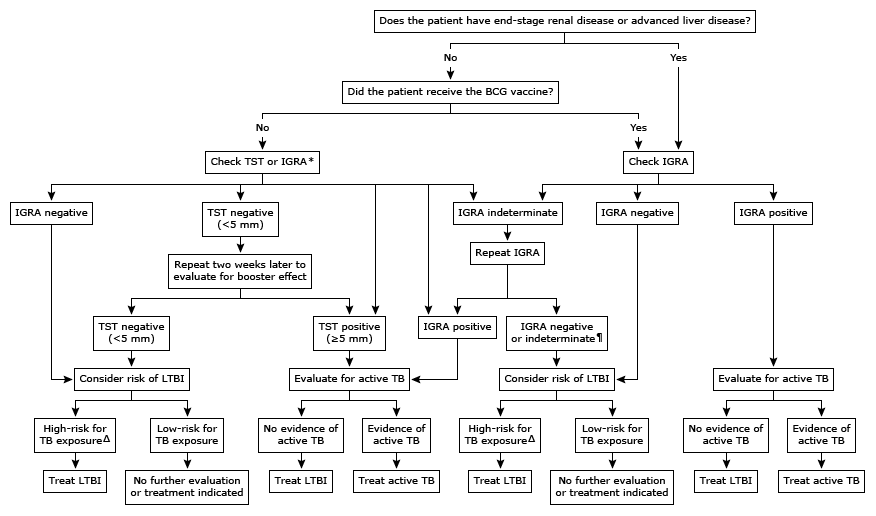 Does the patient have end-stage renal disease or advanced liver disease?
No
Yes
Did the patient receive the BCG vaccine?
No
Yes
Check TST or IGRA*
Check IGRA
IGRA negative
TST negative
(<5 mm)
IGRA indeterminate
IGRA negative
IGRA positive
Repeat IGRA
Repeat two weeks later to
evaluate for booster effect
TST negative
(<5 mm)
TST positive
(≥5 mm)
IGRA positive
IGRA negative
or indeterminate¶
Consider risk of LTBI
Evaluate for active TB
Consider risk of LTBI
Evaluate for active TB
High-risk for
TB exposureΔ
Low-risk for
TB exposure
No evidence of
active TB
Evidence of
active TB
High-risk for
TB exposureΔ
Low-risk for
TB exposure
No evidence of
active TB
Evidence of
active TB
Treat LTBI
No further evaluation
or treatment indicated
Treat LTBI
Treat active TB
Treat LTBI
No further evaluation
or treatment indicated
Treat LTBI
Treat active TB